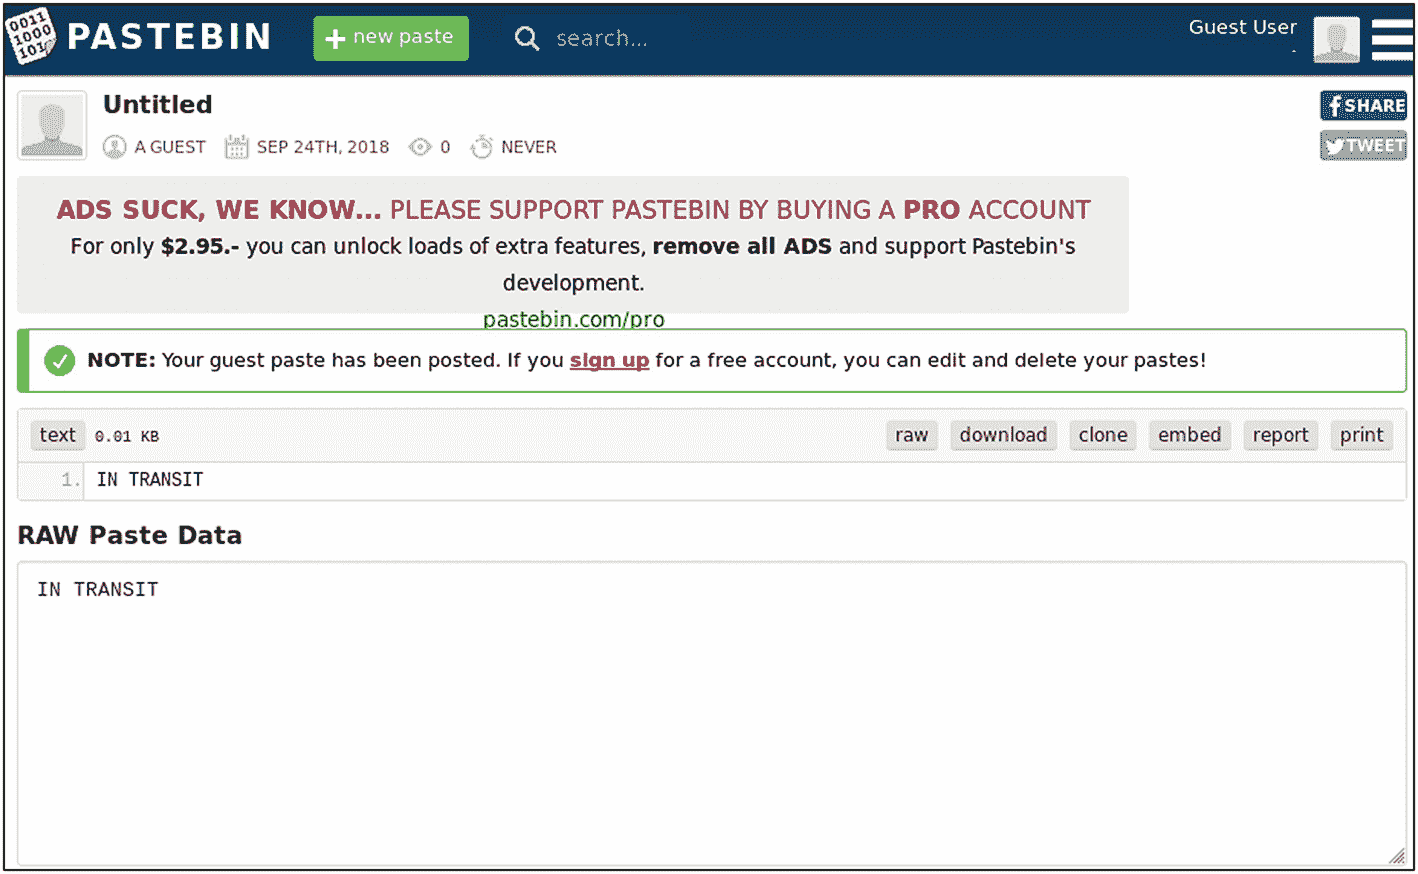 0011
1000
101
PASTEBIN
+ new paste
search...
Guest User
-
Untitled
A GUEST SEP 24TH, 2018 0 NEVER
SHARE
TWEET
ADS SUCK, WE KNOW... PLEASE SUPPORT PASTEBIN BY BUYING A PRO ACCOUNT
For only $2.95.- you can unlock loads of extra features, remove all ADS and support Pastebin's
development.
pastebin.com/pro
NOTE: Your guest paste has been posted. If you sign up for a free account, you can edit and delete your pastes!
text 0.01 KB raw download clone embed report print
1. IN TRANSIT
RAW Paste Data
IN TRANSIT